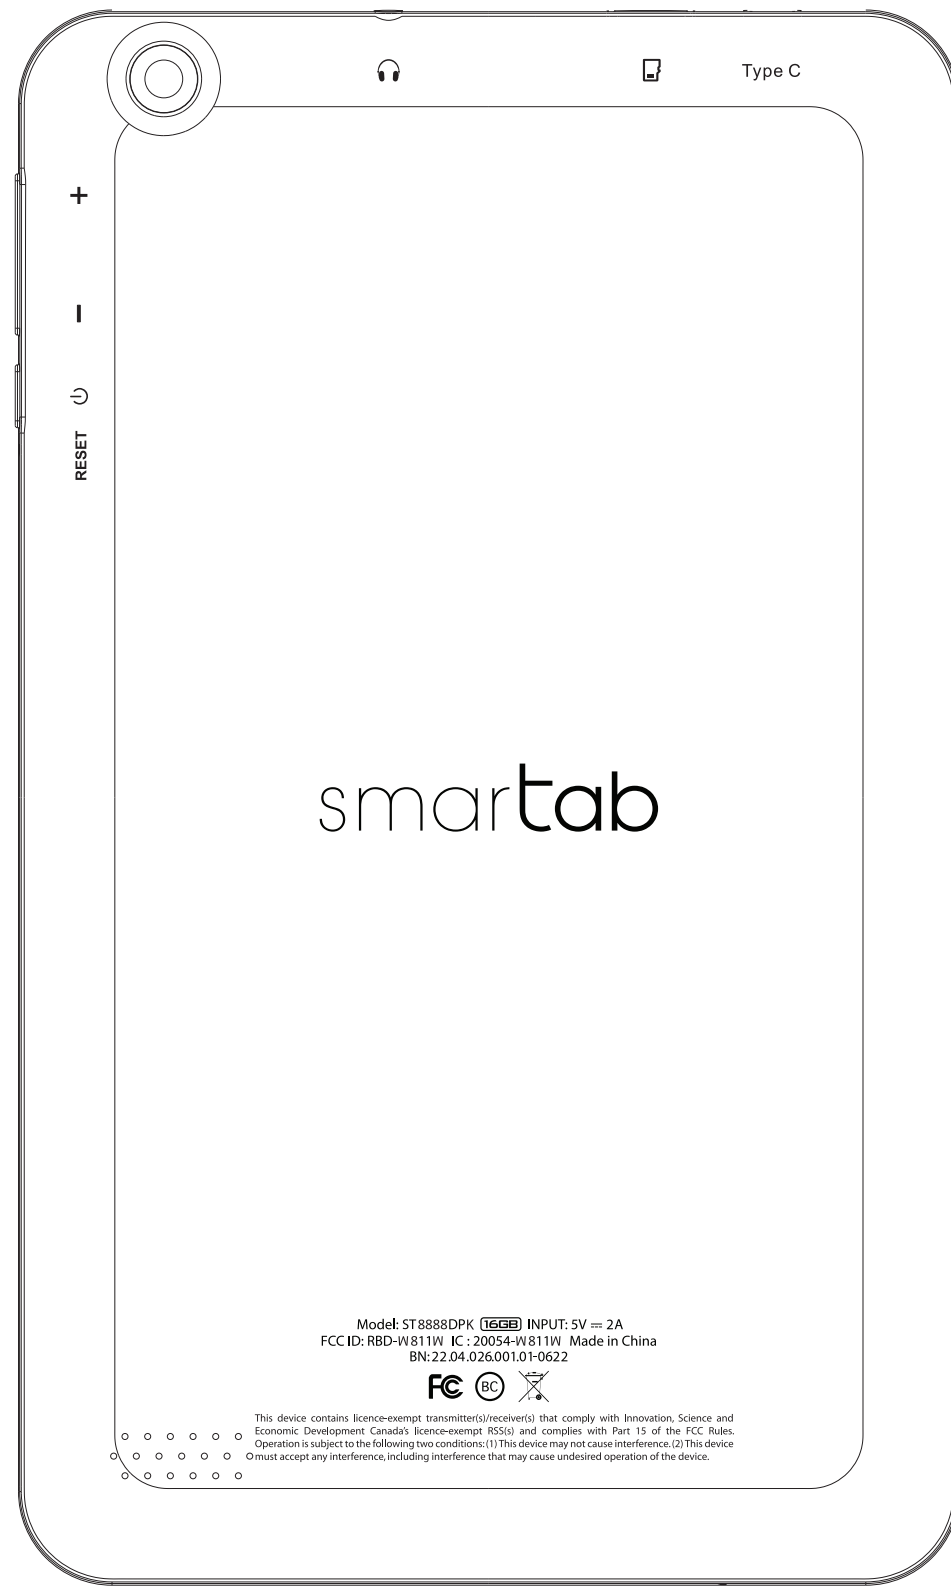 Type C
+
-
RESET
smartab
Model: ST8888DPK 16GB INPUT: 5V ⎓ 2A
FCC ID: RBD-W811W IC : 20054-W811W Made in China
BN:22.04.026.001.01-0622
FC BC
This device contains licence-exempt transmitter(s)/receiver(s) that comply with Innovation, Science and
Economic Development Canada's licence-exempt RSS(s) and complies with Part 15 of the FCC Rules.
Operation is subject to the following two conditions: (1) This device may not cause interference. (2) This device
must accept any interference, including interference that may cause undesired operation of the device.